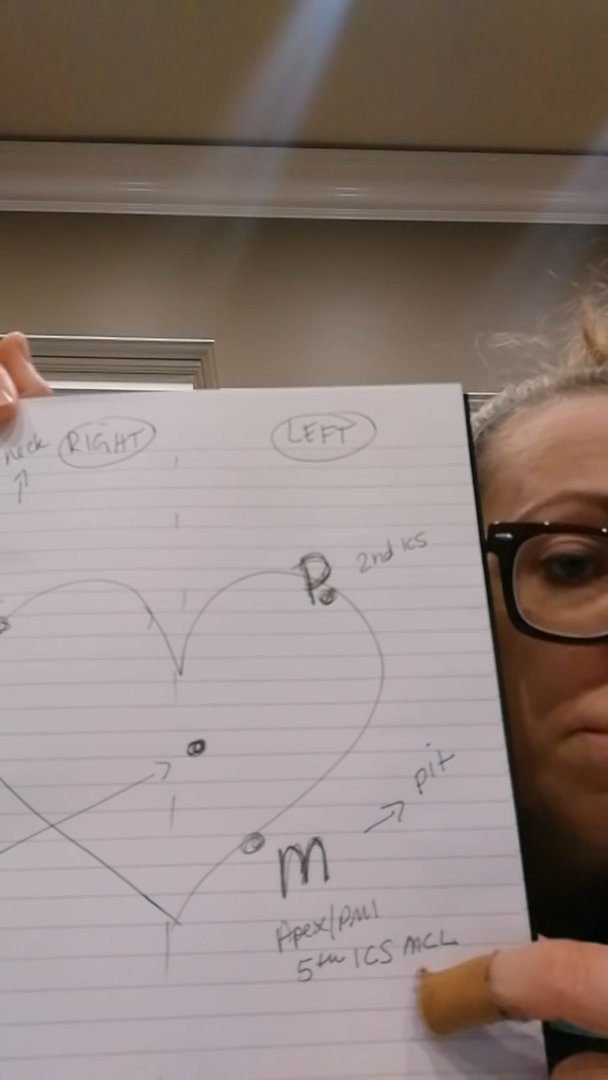 neck
RIGHT
LEFT
P 2nd ICS
pit
M
Apex/PMI
5th ICS MCL